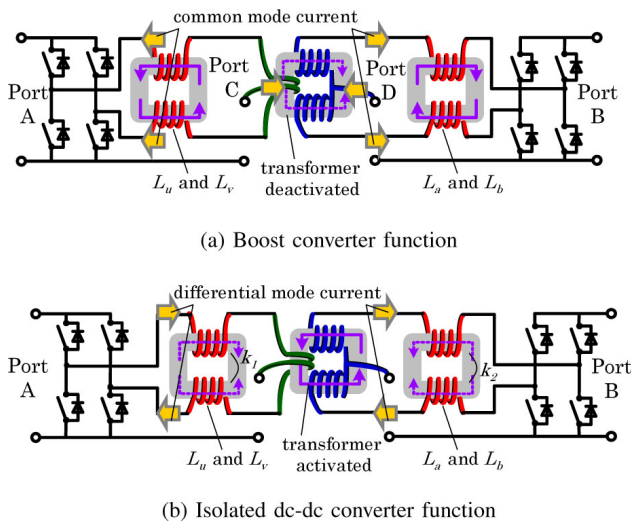 common mode current
Port
A
Port
C
Port
D
Port
B
L_u and L_v
transformer
deactivated
L_a and L_b
(a) Boost converter function
differential mode current
Port
A
k_1
k_2
Port
B
L_u and L_v
transformer
activated
L_a and L_b
(b) Isolated dc-dc converter function